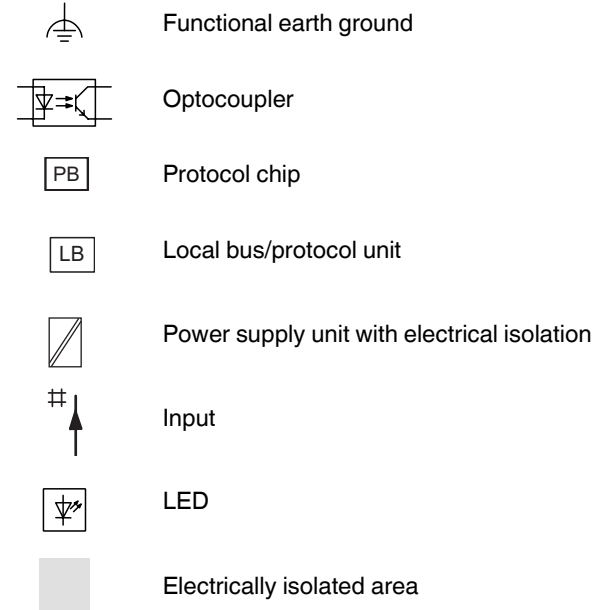 Functional earth ground
Optocoupler
PB Protocol chip
LB Local bus/protocol unit
Power supply unit with electrical isolation
# Input
LED
Electrically isolated area